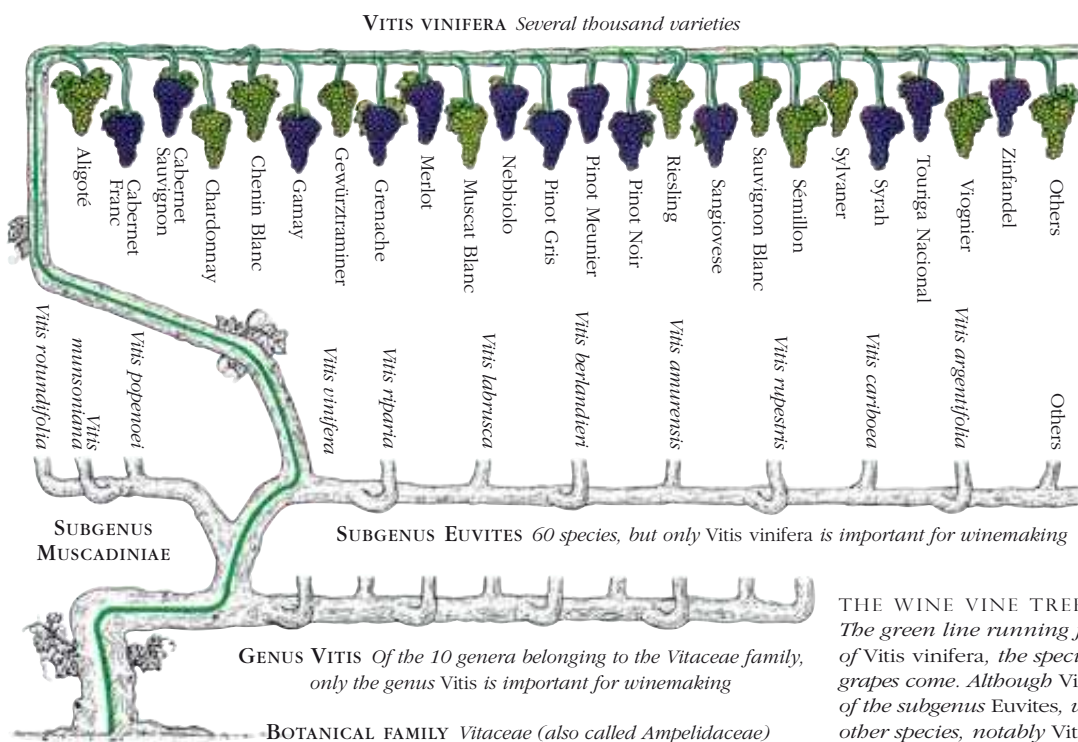 VITIS VINIFERA Several thousand varieties
Aligoté
Cabernet
Franc
Cabernet
Sauvignon
Chardonnay
Chenin Blanc
Gamay
Gewürztraminer
Grenache
Merlot
Muscat Blanc
Nebbiolo
Pinot Gris
Pinot Meunier
Pinot Noir
Riesling
Sangiovese
Sauvignon Blanc
Sémillon
Sylvaner
Syrah
Touriga Nacional
Viognier
Zinfandel
Others
Vitis rotundifolia
Vitis
munsoniana
Vitis popenoei
Vitis vinifera
Vitis riparia
Vitis labrusca
Vitis berlandieri
Vitis amurensis
Vitis rupestris
Vitis cariboea
Vitis argentifolia
Others
SUBGENUS
MUSCADINIAE
SUBGENUS EUVITES 60 species, but only Vitis vinifera is important for winemaking
GENUS VITIS Of the 10 genera belonging to the Vitaceae family,
only the genus Vitis is important for winemaking
BOTANICAL FAMILY Vitaceae (also called Ampelidaceae)
THE WINE VINE TREE
The green line running
of Vitis vinifera, the
grapes come. Although
of the subgenus Euvites,
other species, notably